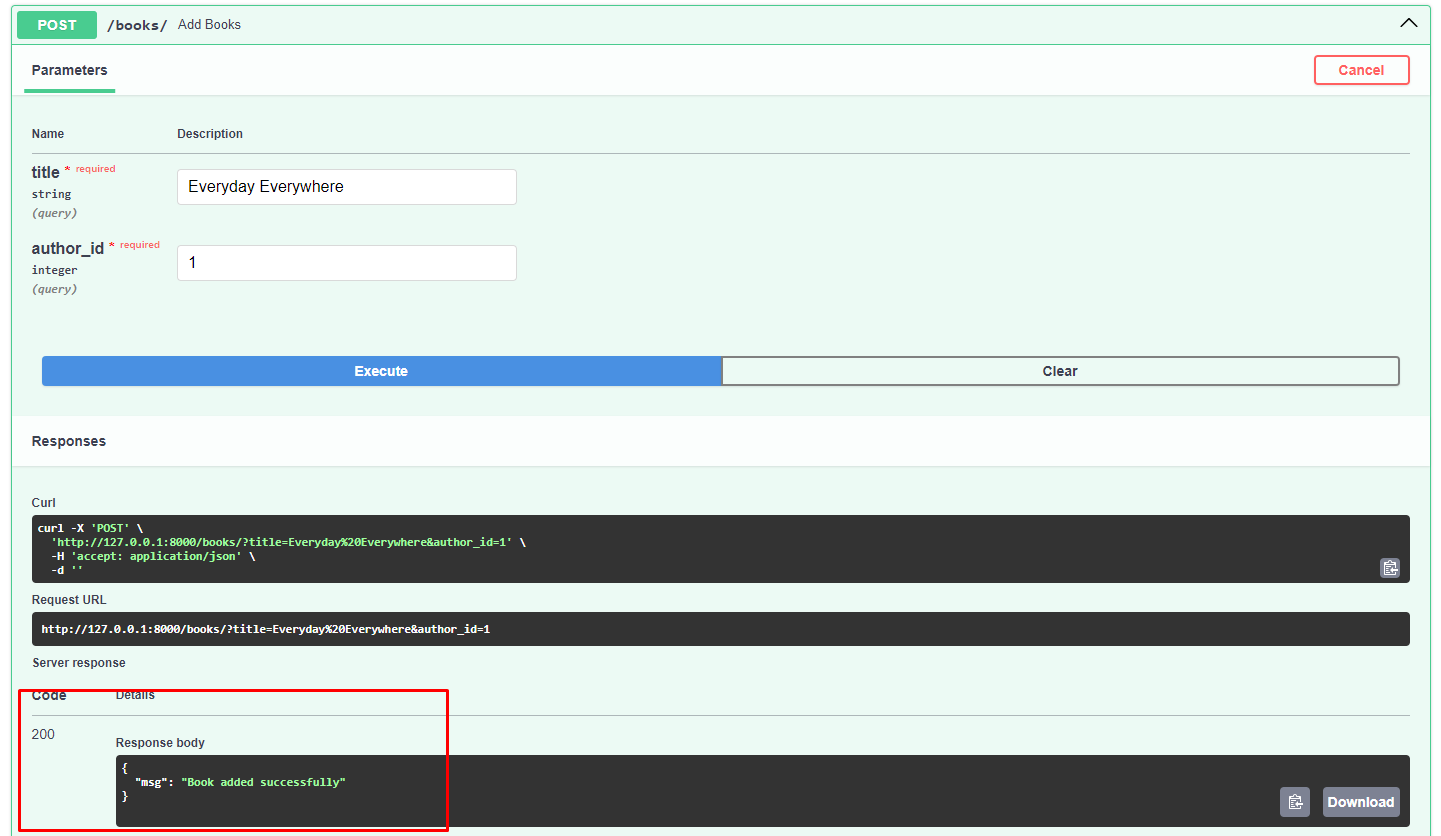 POST /books/ Add Books
Parameters
Cancel
Name Description
title * required
string
(query)
Everyday Everywhere
author_id * required
integer
(query)
1
Execute Clear
Responses
Curl
curl -X 'POST' \
  'http://127.0.0.1:8000/books/?title=Everyday%20Everywhere&author_id=1' \
  -H 'accept: application/json' \
  -d ''
Request URL
http://127.0.0.1:8000/books/?title=Everyday%20Everywhere&author_id=1
Server response
Code Details
200
Response body
{
  "msg": "Book added successfully"
}
Download